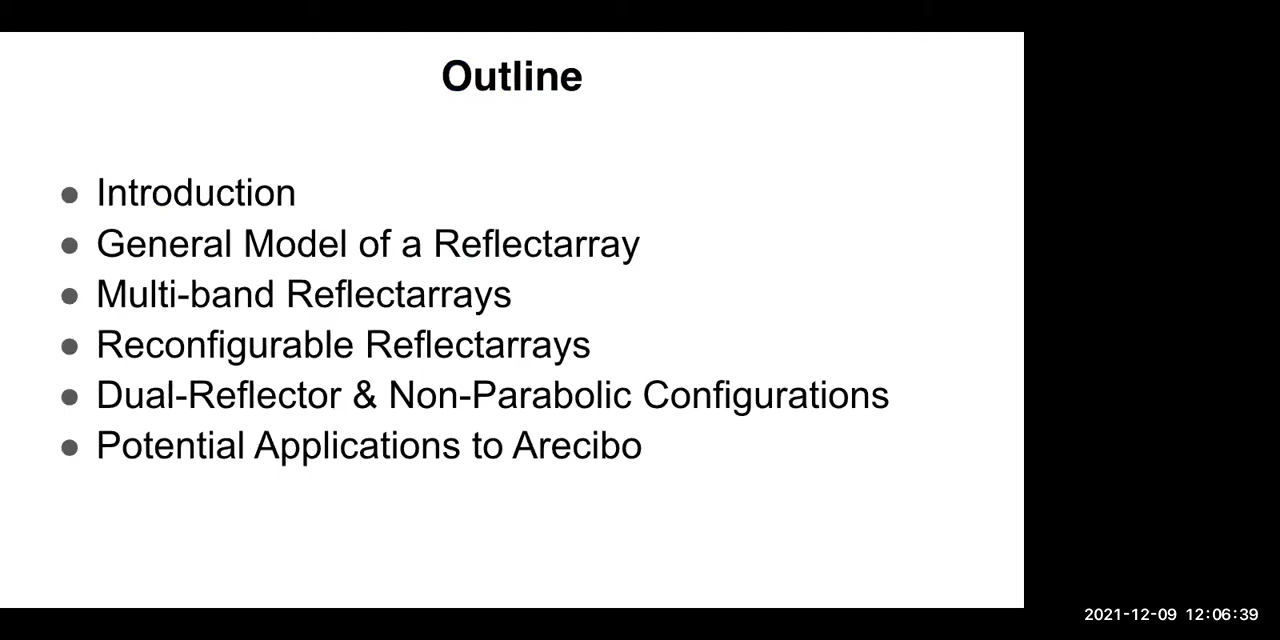 Outline
● Introduction
● General Model of a Reflectarray
● Multi-band Reflectarrays
● Reconfigurable Reflectarrays
● Dual-Reflector & Non-Parabolic Configurations
● Potential Applications to Arecibo
2021-12-09 12:06:39